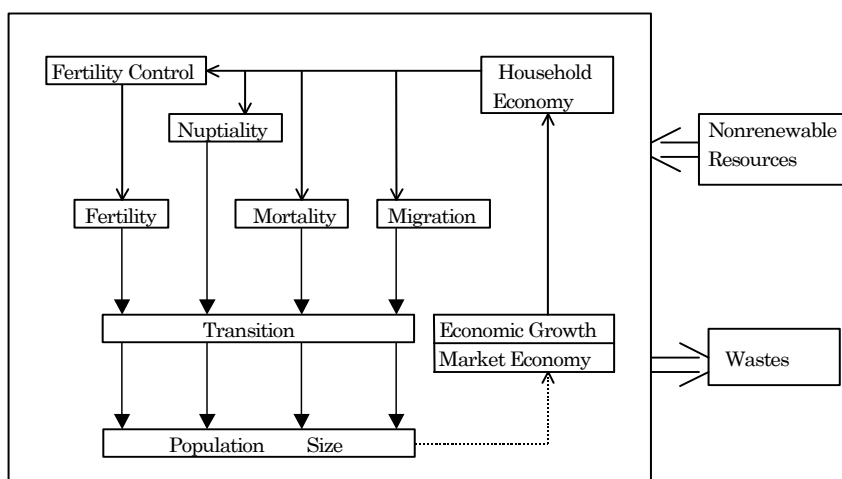 Fertility Control
Household
Economy
Nuptiality
Nonrenewable
Resources
Fertility
Mortality
Migration
Transition
Economic Growth
Market Economy
Wastes
Population Size